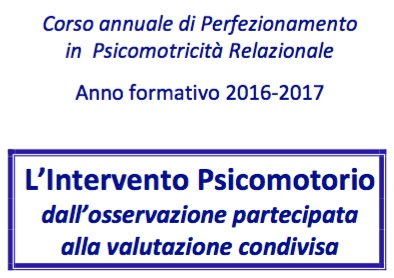 Corso annuale di Perfezionamento
in Psicomotricità Relazionale
Anno formativo 2016-2017
L'Intervento Psicomotorio
dall'osservazione partecipata
alla valutazione condivisa